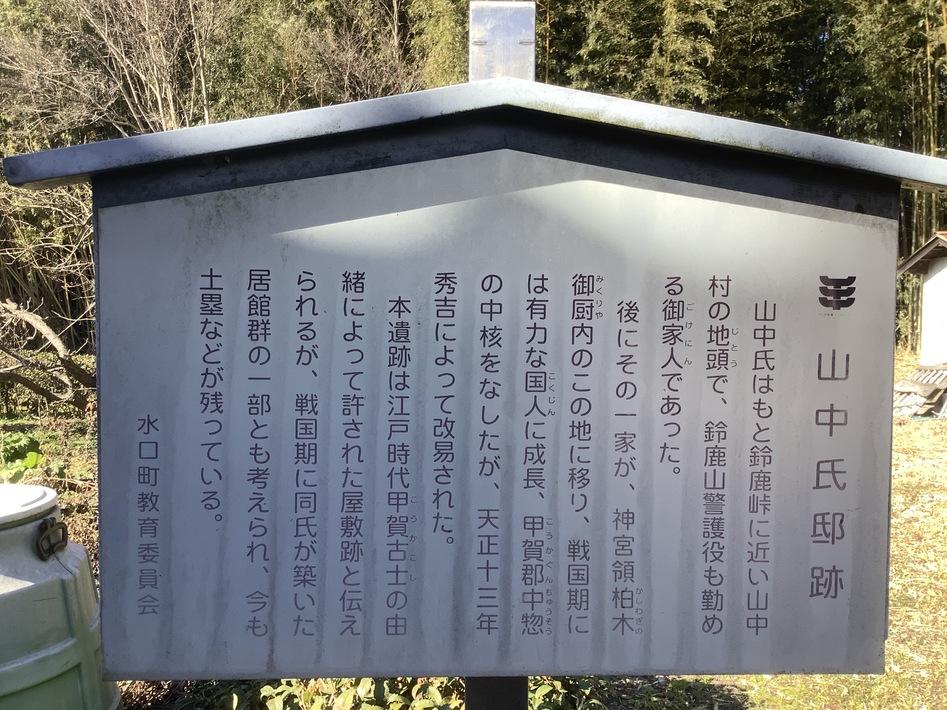 山中氏邸跡
山中氏はもと鈴鹿峠に近い山中
村の地頭で、鈴鹿山警護役も勤め
る御家人であった。
後にその一家が、神宮領柏木
御厨内のこの地に移り、戦国期に
は有力な国人に成長、甲賀郡中惣
の中核をなしたが、天正十三年
秀吉によって改易された。
本遺跡は江戸時代甲賀古士の由
緒によって許された屋敷跡と伝え
られるが、戦国期に同氏が築いた
居館群の一部とも考えられ、今も
土塁などが残っている。
水口町教育委員会